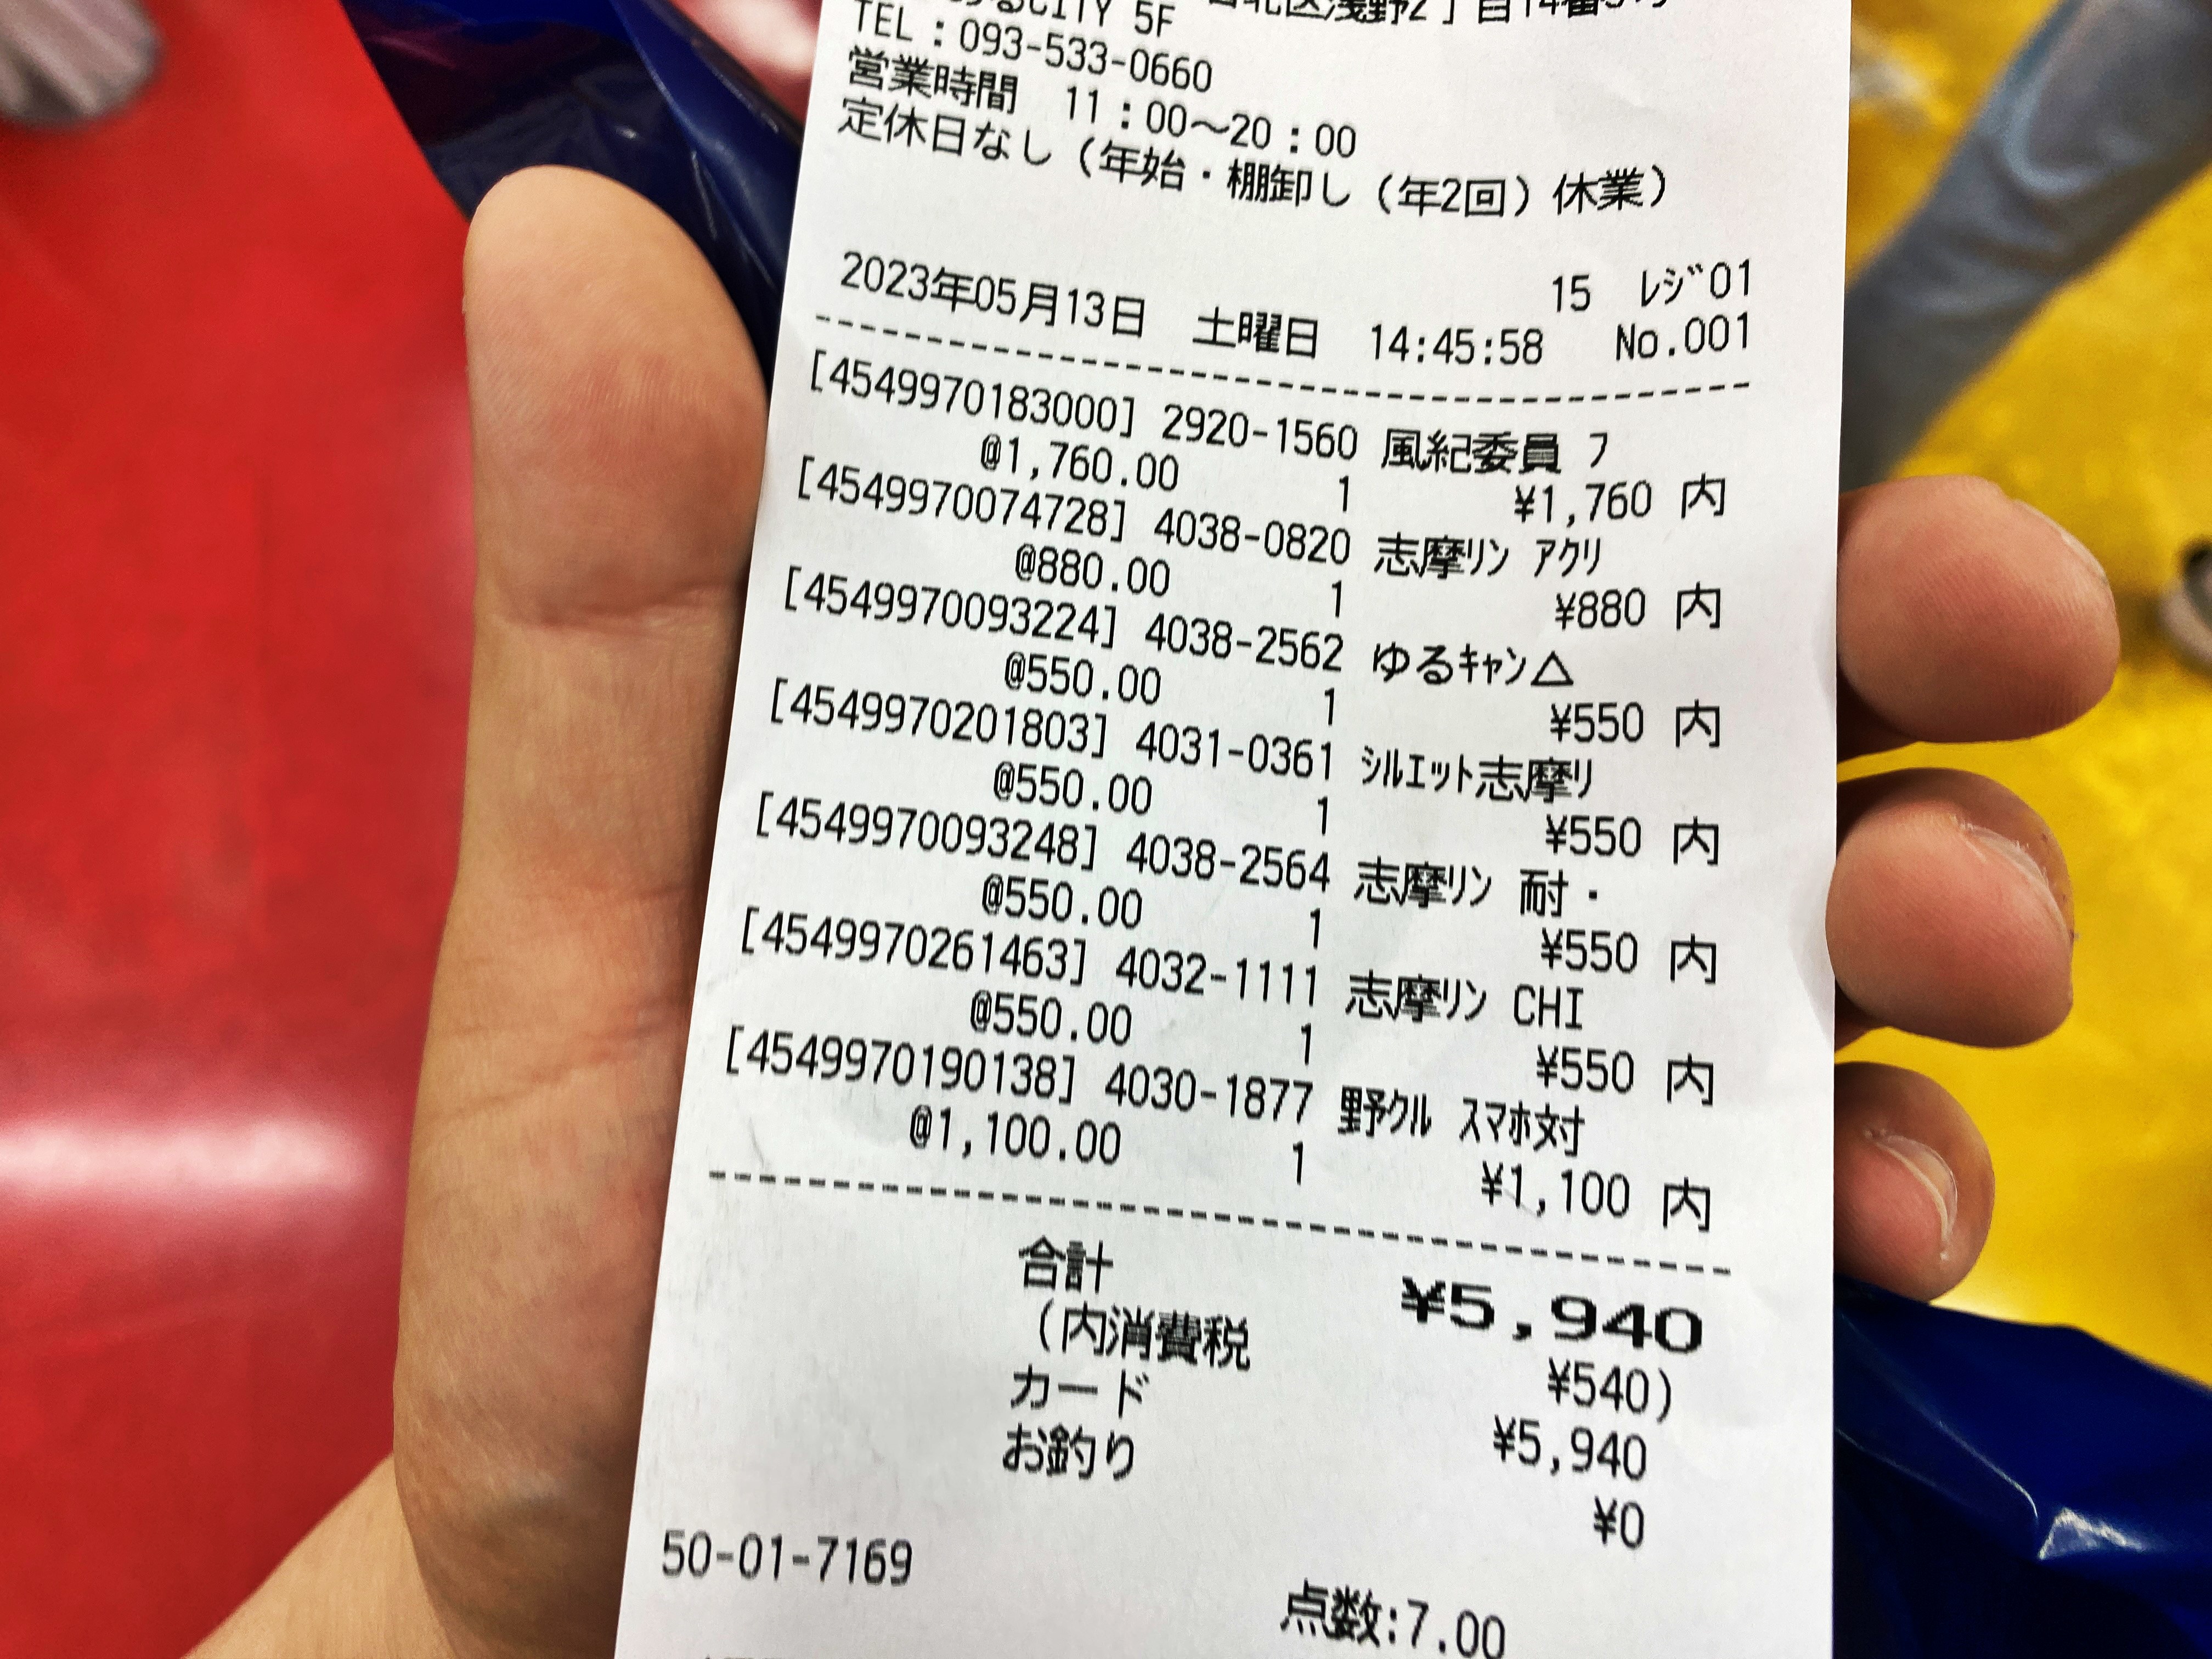 るCITY 5F
TEL：093-533-0660
営業時間　11：00～20：00
定休日なし（年始・棚卸し（年2回）休業）
15　ﾚｼﾞ01
2023年05月13日　土曜日　14:45:58　No.001
[4549970183000] 2920-1560 風紀委員 ﾌ
@1,760.00 1 ¥1,760 内
[4549970074728] 4038-0820 志摩ﾘﾝ ｱｸﾘ
@880.00 1 ¥880 内
[4549970093224] 4038-2562 ゆるｷｬﾝ△
@550.00 1 ¥550 内
[4549970201803] 4031-0361 ｼﾙｴｯﾄ志摩ﾘ
@550.00 1 ¥550 内
[4549970093248] 4038-2564 志摩ﾘﾝ 耐・
@550.00 1 ¥550 内
[4549970261463] 4032-1111 志摩ﾘﾝ CHI
@550.00 1 ¥550 内
[4549970190138] 4030-1877 野ｸﾙ ｽﾏﾎ対
@1,100.00 1 ¥1,100 内
合計 ¥5,940
（内消費税 ¥540)
カード ¥5,940
お釣り ¥0
50-01-7169
点数:7.00